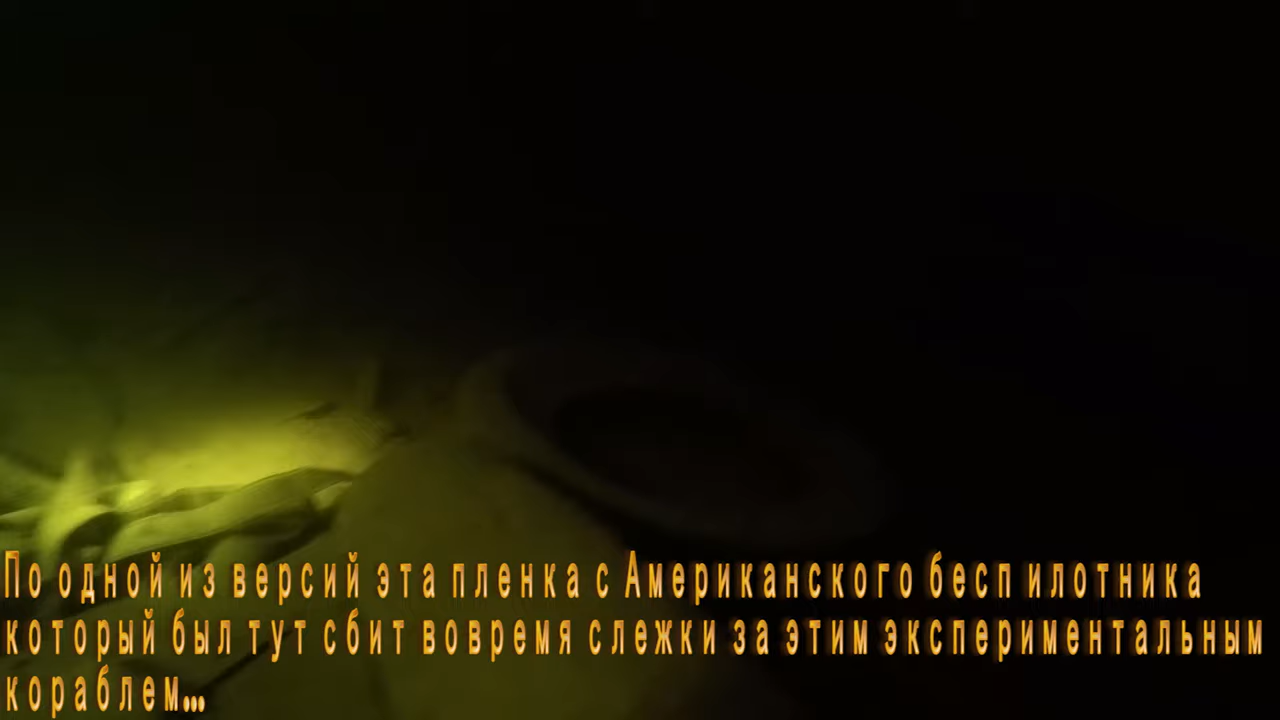 По одной из версий эта пленка с Американского бесп илотника
который был тут сбит вовремя слежки за этим экспериментальным
кораблем...